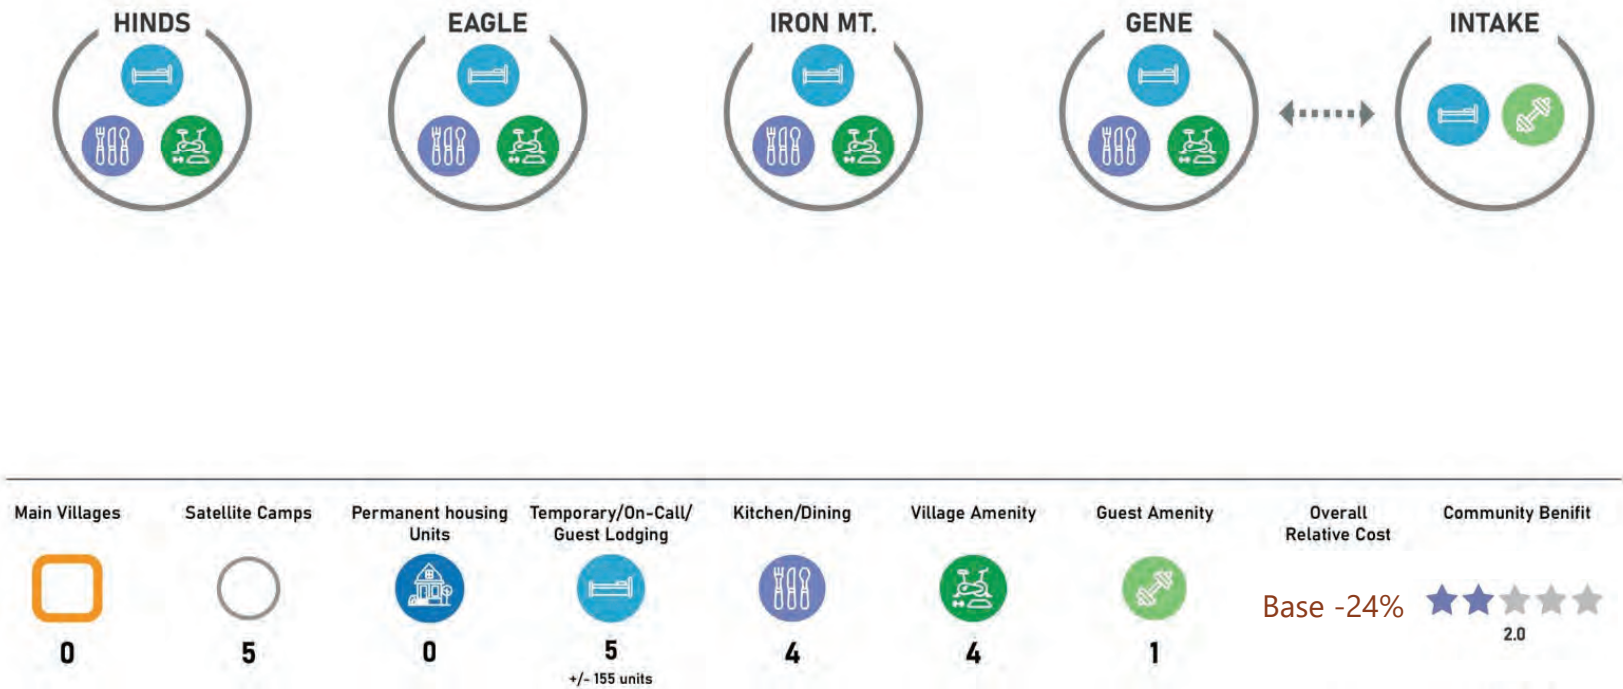 HINDS
EAGLE
IRON MT.
GENE
INTAKE
Main Villages
Satellite Camps
Permanent housing
Units
Temporary/On-Call/
Guest Lodging
Kitchen/Dining
Village Amenity
Guest Amenity
Overall
Relative Cost
Community Benifit
0
5
0
5
+/- 155 units
4
4
1
Base -24%
2.0